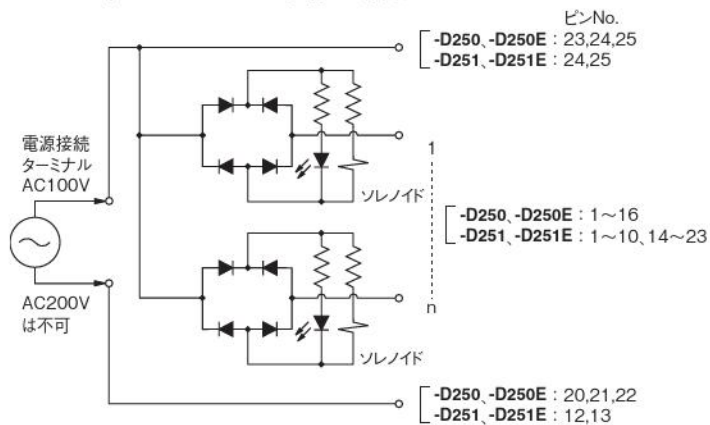 ピンNo.
-D250、-D250E：23,24,25
-D251、-D251E：24,25
電源接続
ターミナル
AC100V
1
ソレノイド
-D250、-D250E：1～16
-D251、-D251E：1～10、14～23
AC200V
は不可
n
ソレノイド
-D250、-D250E：20,21,22
-D251、-D251E：12,13